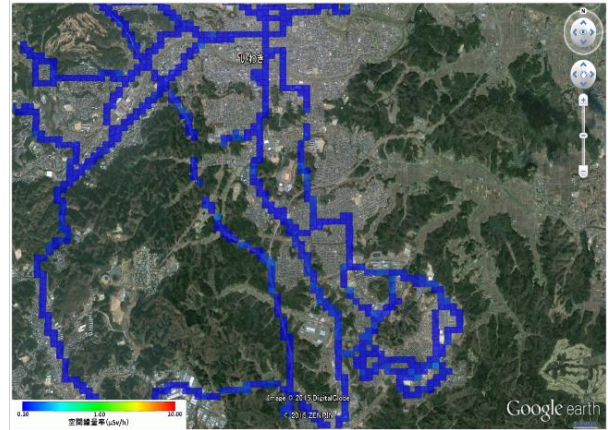 N
いわき
Image © 2015 DigitalGlobe
© 2015 ZENRIN
Google earth
0.20 1.00 10.00
空間線量率(μSv/h)